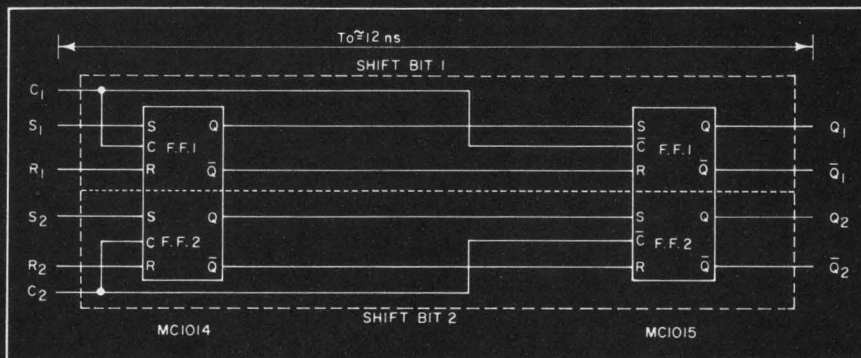 To≅12 ns
SHIFT BIT 1
C1
S1 S Q S Q Q1
C F.F.1 C̅ F.F.1
R1 R Q̅ R Q̅ Q̅1
S2 S Q S Q Q2
C F.F.2 C̅ F.F.2
R2 R Q̅ R Q̅ Q̅2
C2
SHIFT BIT 2
MC1014 MC1015